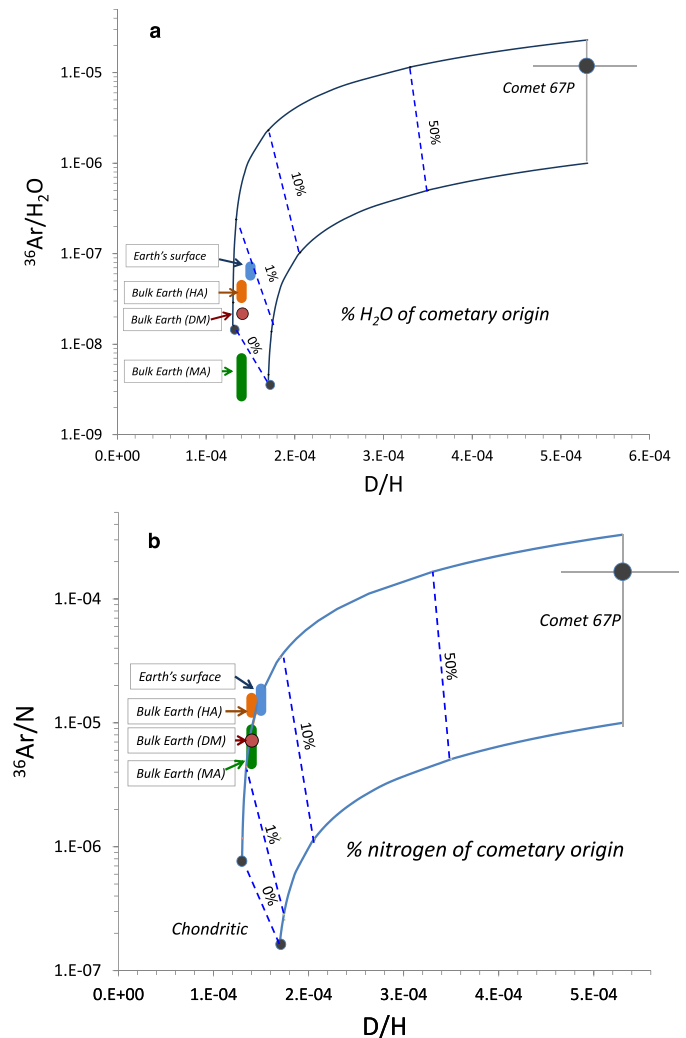 a
1.E-05
1.E-06
1.E-07
1.E-08
1.E-09
³⁶Ar/H₂O
Comet 67P
50%
10%
1%
0%
Earth's surface
Bulk Earth (HA)
Bulk Earth (DM)
Bulk Earth (MA)
% H₂O of cometary origin
0.E+00 1.E-04 2.E-04 3.E-04 4.E-04 5.E-04 6.E-04
D/H
b
1.E-04
1.E-05
1.E-06
1.E-07
³⁶Ar/N
Comet 67P
50%
10%
1%
0%
Earth's surface
Bulk Earth (HA)
Bulk Earth (DM)
Bulk Earth (MA)
% nitrogen of cometary origin
Chondritic
0.E+00 1.E-04 2.E-04 3.E-04 4.E-04 5.E-04
D/H